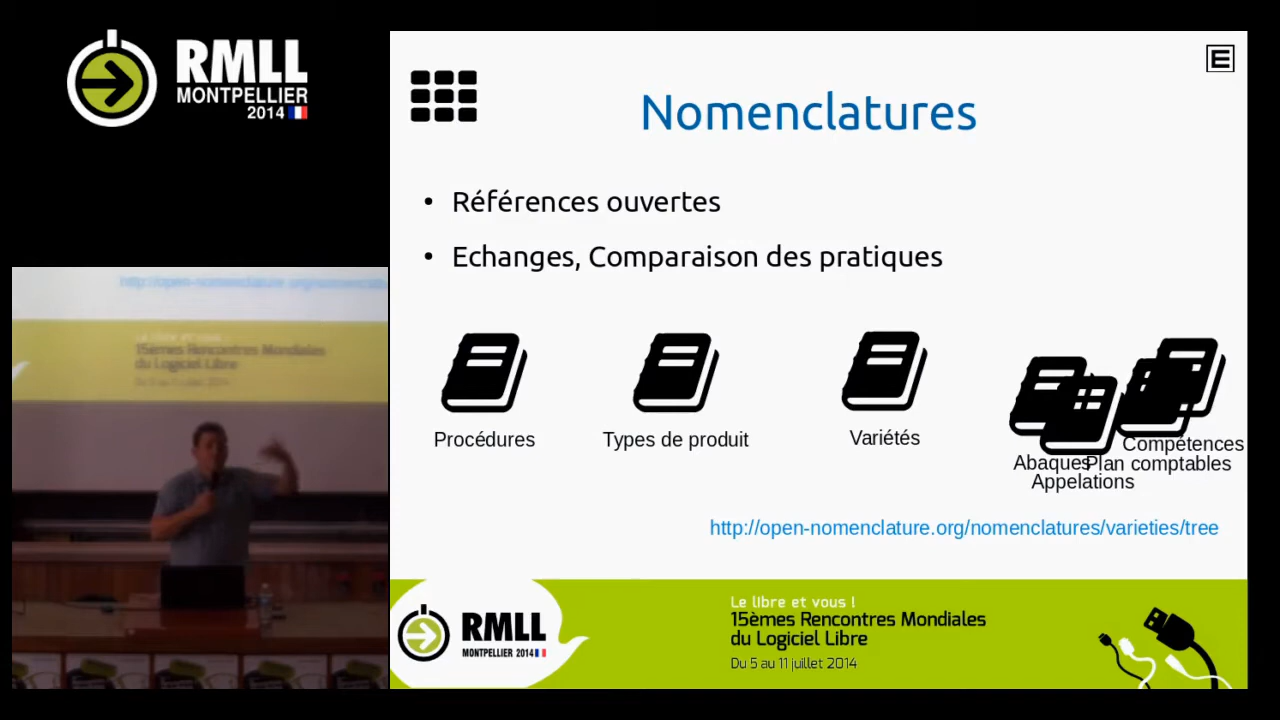 RMLL
MONTPELLIER
2014
E
Nomenclatures
• Références ouvertes
• Echanges, Comparaison des pratiques
Procédures
Types de produit
Variétés
Compétences
Abaques
Plan comptables
Appelations
http://open-nomenclature.org/nomenclatures/varieties/tree
RMLL
MONTPELLIER 2014
Le libre et vous !
15èmes Rencontres Mondiales
du Logiciel Libre
Du 5 au 11 juillet 2014
15èmes Rencontres Mondiales
du Logiciel Libre